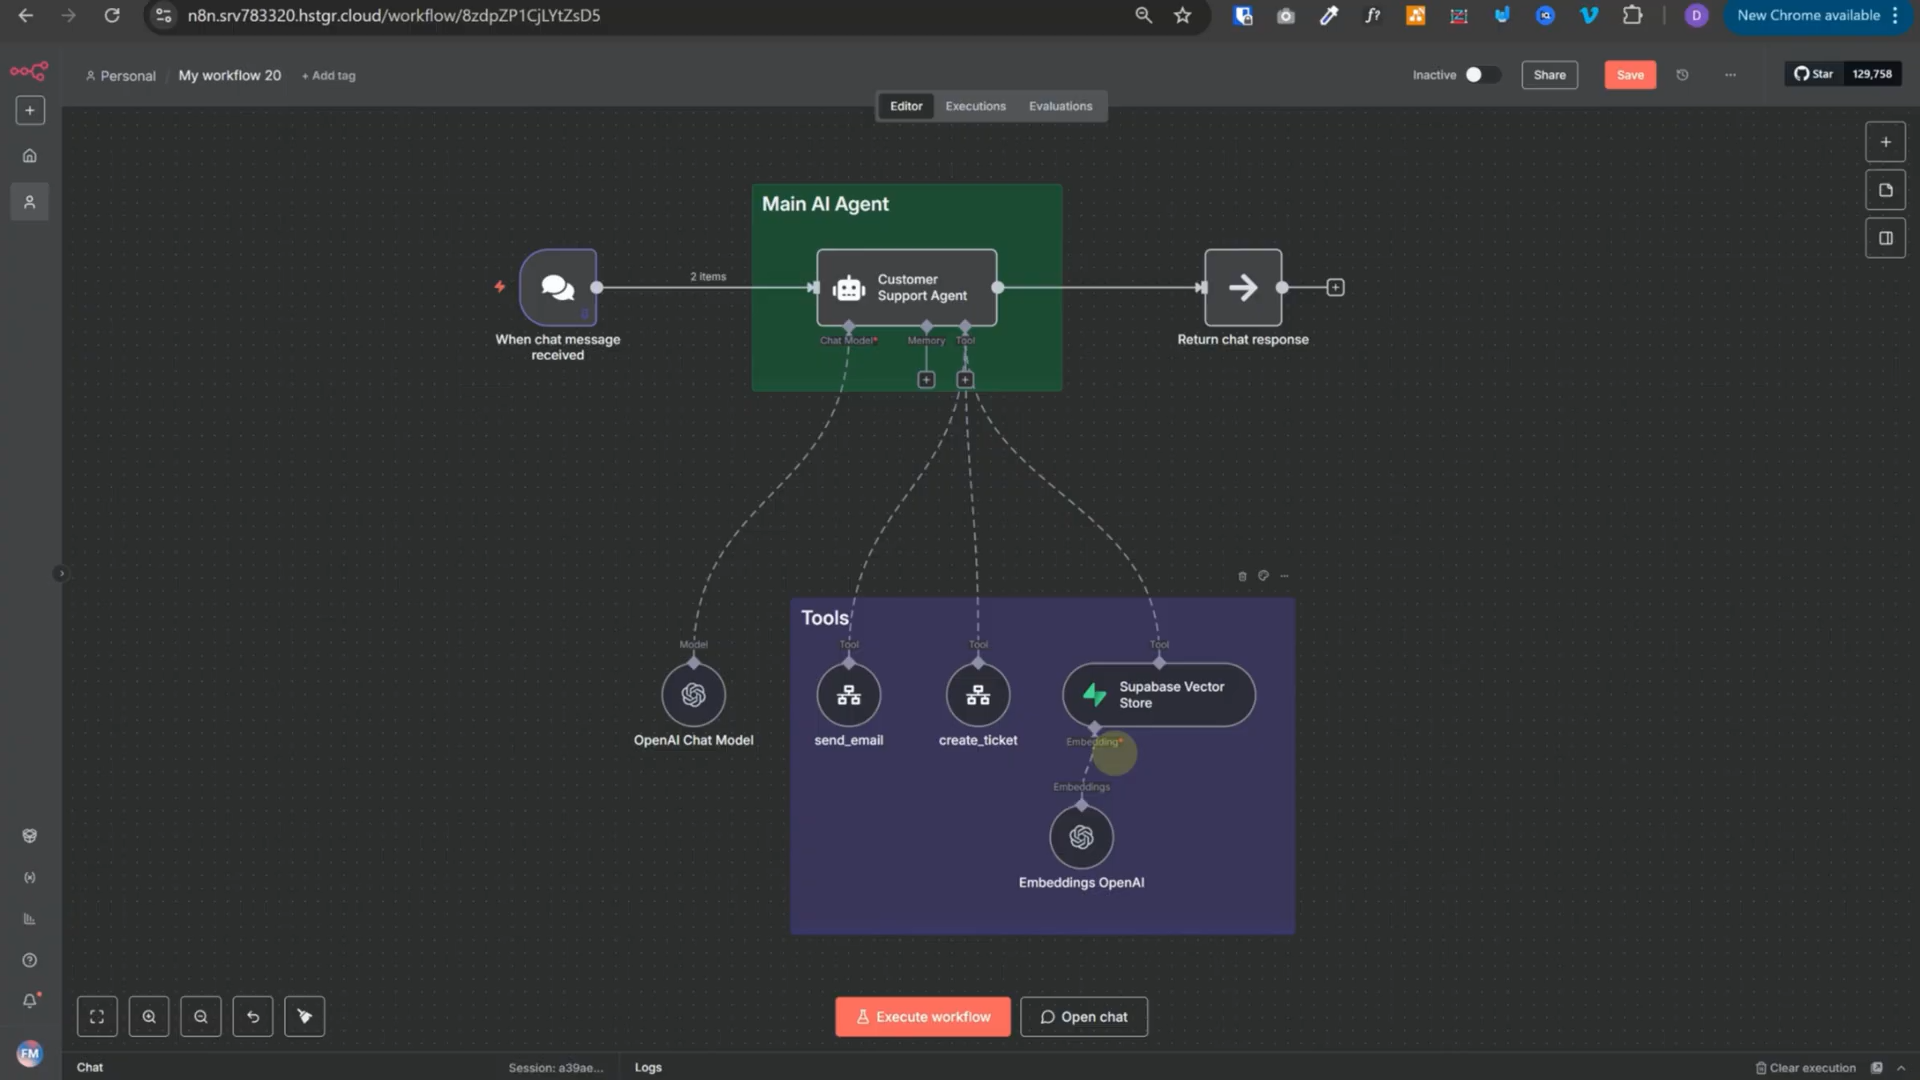 n8n.srv783320.hstgr.cloud/workflow/8zdpZP1CjLYtZsD5
D
New Chrome available
Personal / My workflow 20 + Add tag
Inactive
Share
Save
Star 129,758
Editor Executions Evaluations
Main AI Agent
2 items
Customer
Support Agent
When chat message
received
Chat Model*
Memory
Tool
Return chat response
Tools
Model
Tool
Tool
Tool
Supabase Vector
Store
OpenAI Chat Model
send_email
create_ticket
Embedding*
Embeddings
Embeddings OpenAI
Execute workflow
Open chat
FM
Chat
Session: a39ae...
Logs
Clear execution